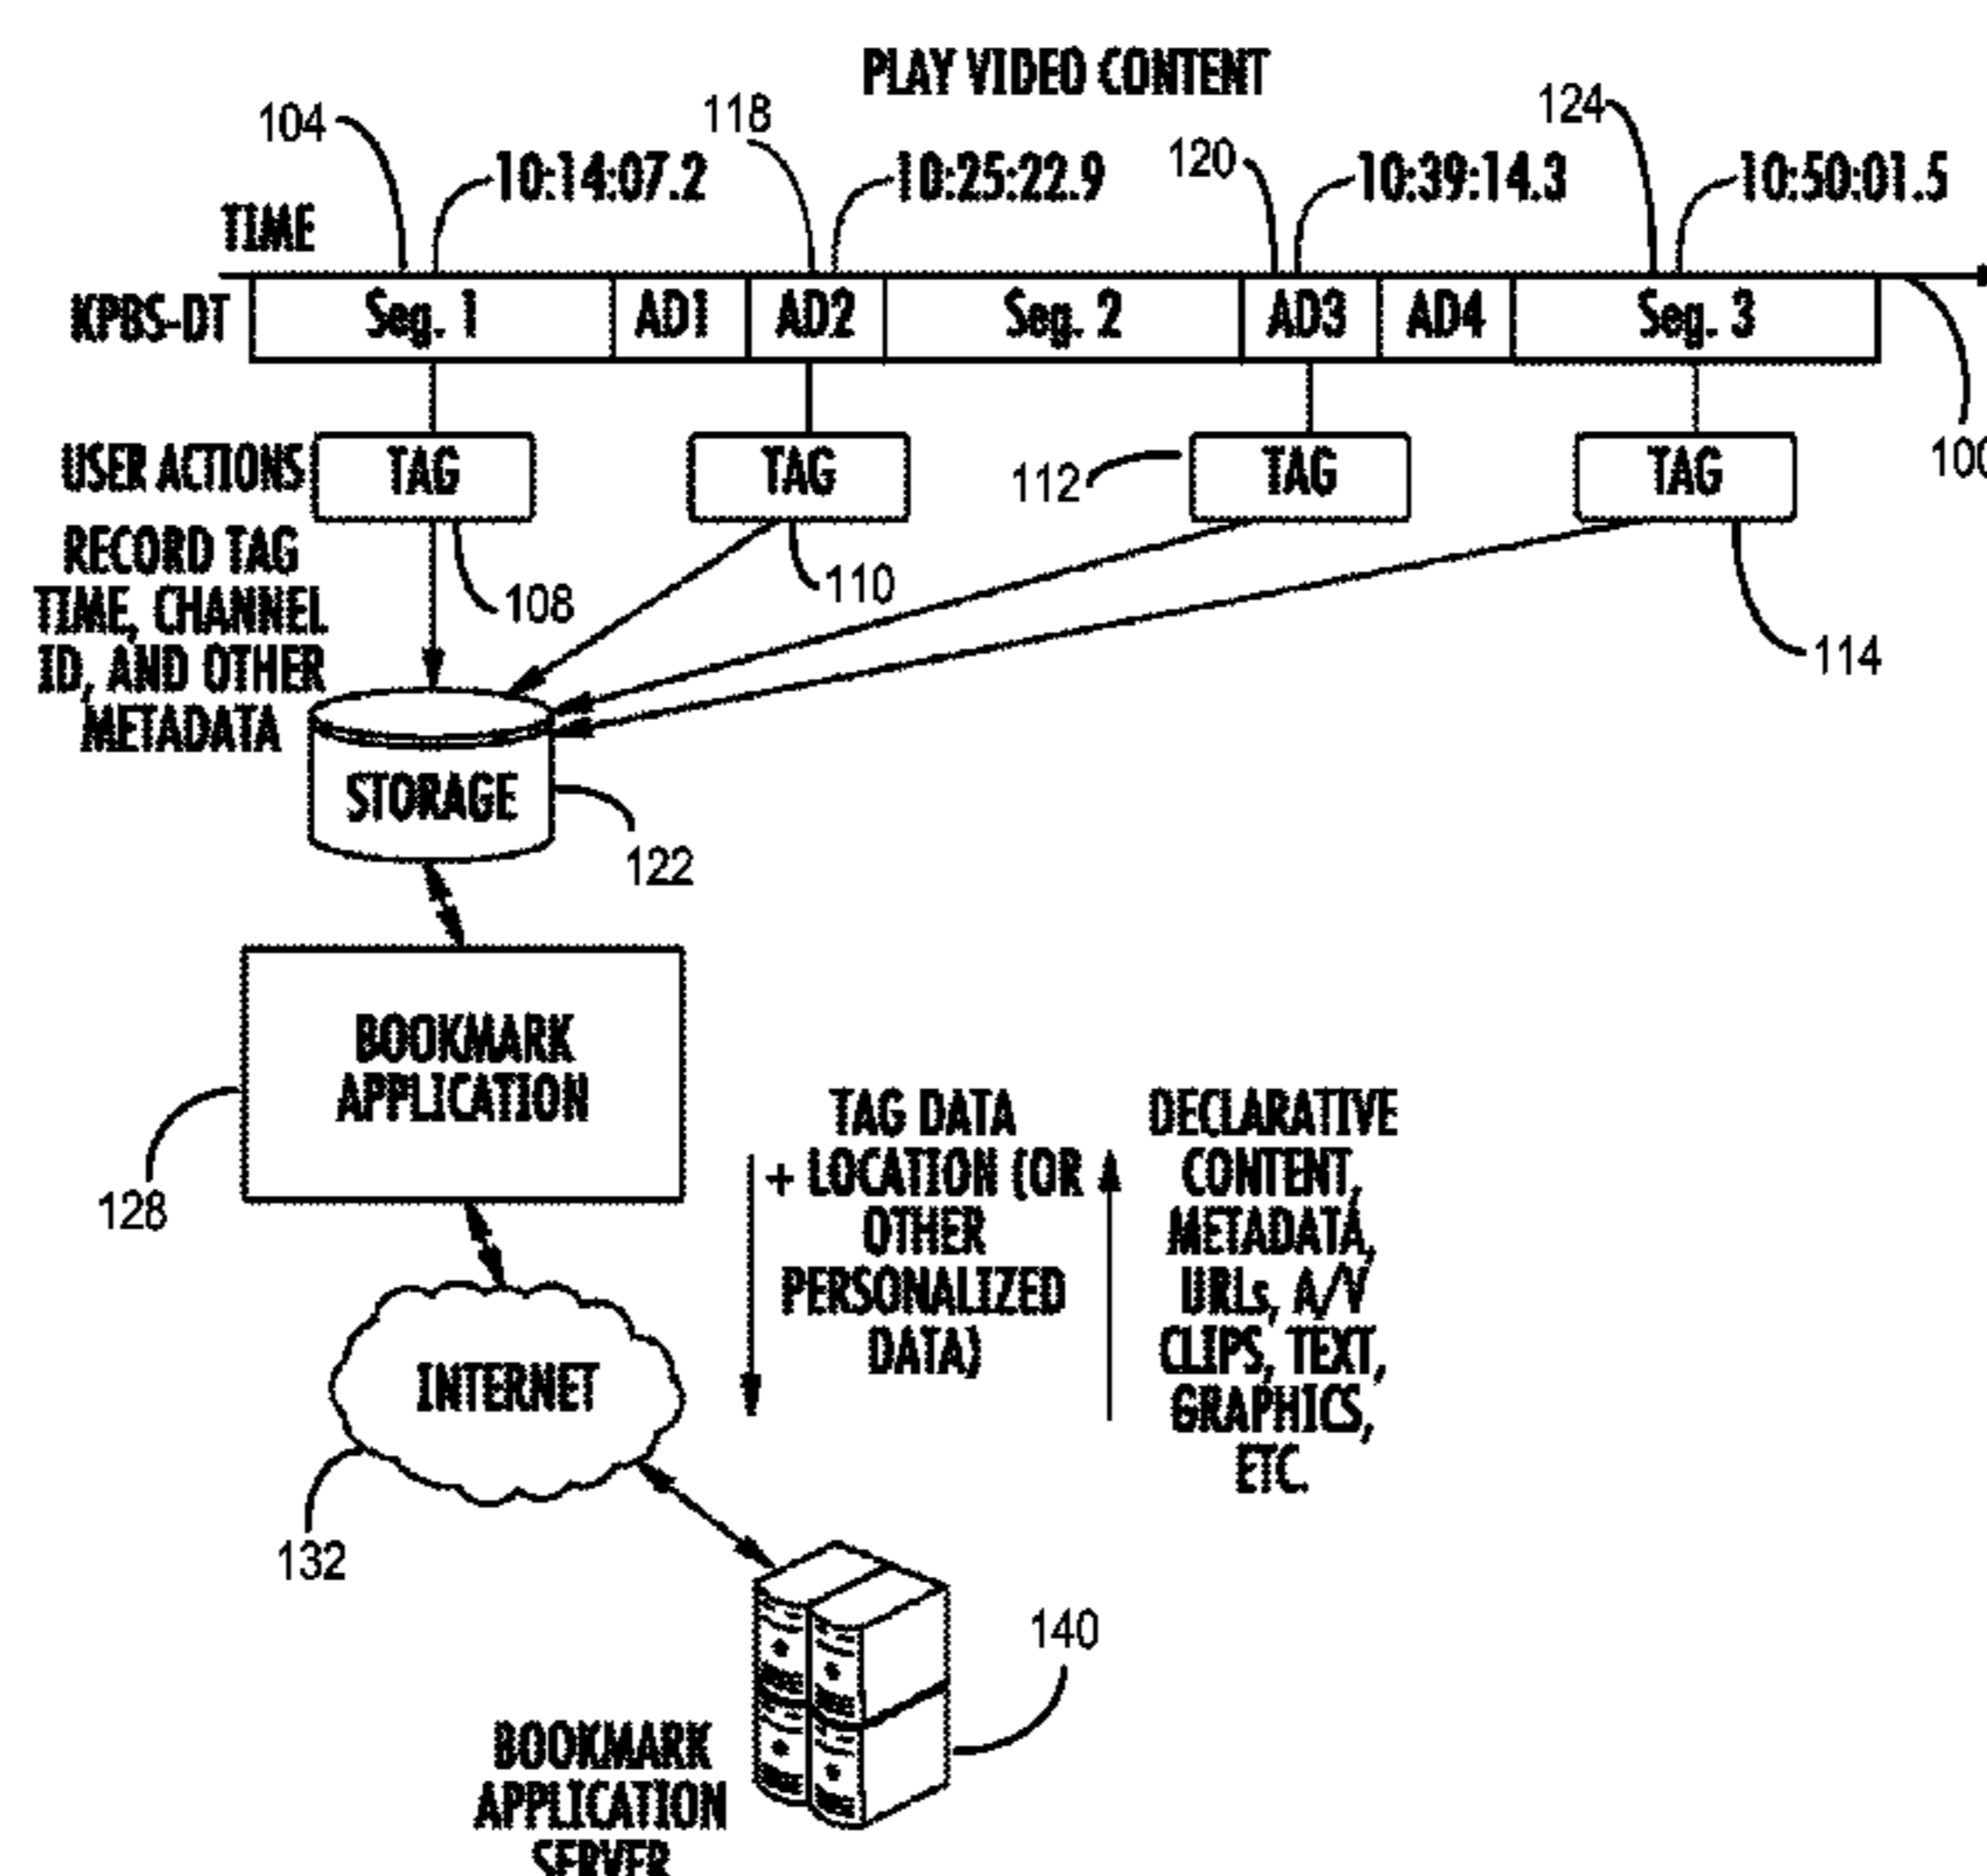 PLAY VIDEO CONTENT
104
118
120
124
10:14:07.2
10:25:22.9
10:39:14.3
10:50:01.5
TIME
KPBS-DT
Seg. 1
AD1
AD2
Seg. 2
AD3
AD4
Seg. 3
100
USER ACTIONS
TAG
TAG
112
TAG
TAG
RECORD TAG
TIME, CHANNEL
ID, AND OTHER
METADATA
108
110
114
STORAGE
122
BOOKMARK
APPLICATION
128
TAG DATA
+ LOCATION (OR
OTHER
PERSONALIZED
DATA)
DECLARATIVE
CONTENT,
METADATA,
URLs, A/V
CLIPS, TEXT,
GRAPHICS,
ETC.
INTERNET
132
140
BOOKMARK
APPLICATION
SERVER